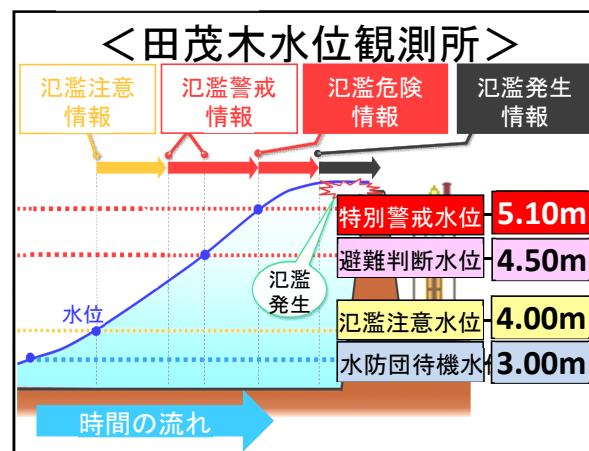 ＜田茂木水位観測所＞
氾濫注意
情報
氾濫警戒
情報
氾濫危険
情報
氾濫発生
情報
特別警戒水位 5.10m
避難判断水位 4.50m
氾濫
発生
水位
氾濫注意水位 4.00m
水防団待機水 3.00m
時間の流れ